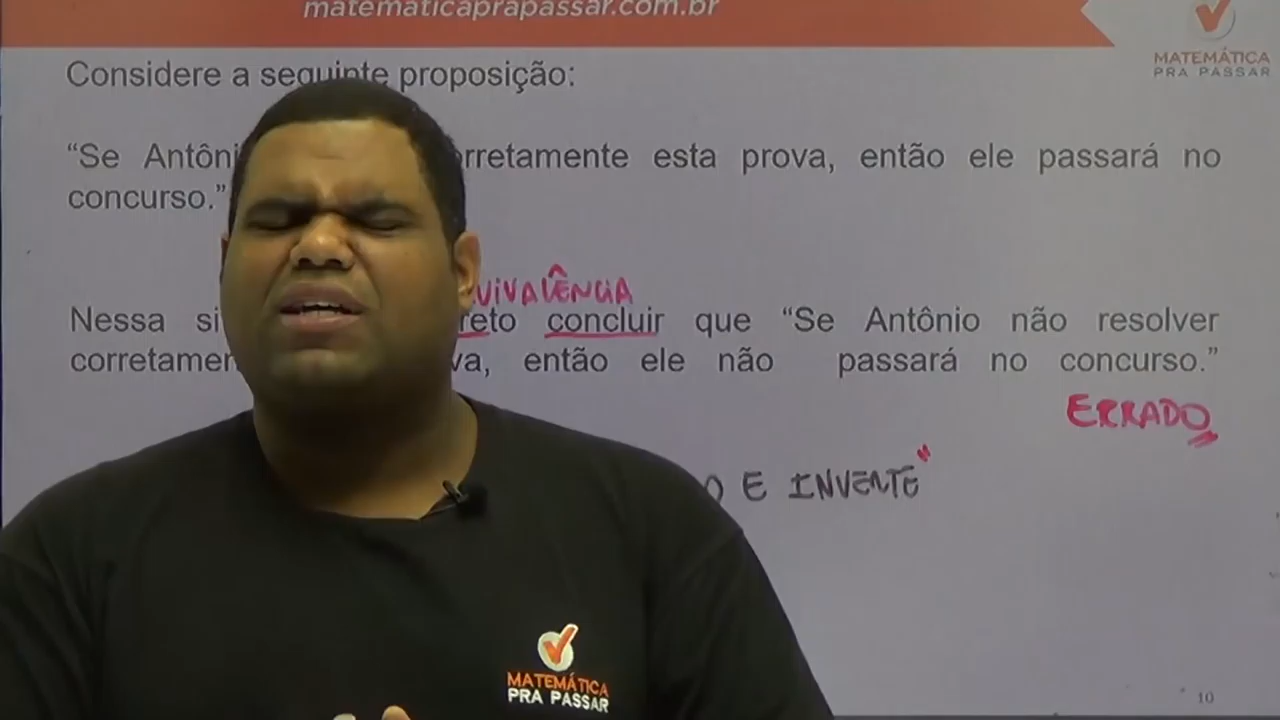 matematicaprapassar.com.br
MATEMÁTICA
PRA PASSAR
Considere a seguinte proposição:
“Se Antôni orretamente esta prova, então ele passará no
concurso.”
VIVALÊNCIA
Nessa si reto concluir que “Se Antônio não resolver
corretamen va, então ele não passará no concurso.”
ERRADO
O E INVENTE"
MATEMÁTICA
PRA PASSAR
10